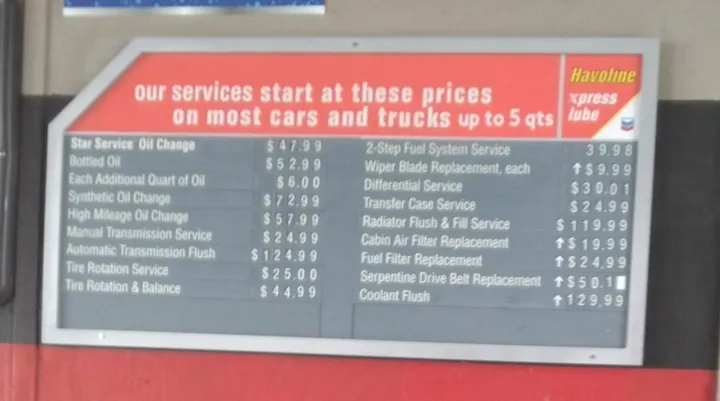 our services start at these prices
on most cars and trucks up to 5 qts
Havoline
xpress
lube
Star Service Oil Change $47.99
Bottled Oil $52.99
Each Additional Quart of Oil $6.00
Synthetic Oil Change $72.99
High Mileage Oil Change $57.99
Manual Transmission Service $24.99
Automatic Transmission Flush $124.99
Tire Rotation Service $25.00
Tire Rotation & Balance $44.99
2-Step Fuel System Service 39.98
Wiper Blade Replacement, each ↑$9.99
Differential Service $30.01
Transfer Case Service $24.99
Radiator Flush & Fill Service $119.99
Cabin Air Filter Replacement ↑$19.99
Fuel Filter Replacement ↑$24.99
Serpentine Drive Belt Replacement ↑$50.1
Coolant Flush ↑129.99